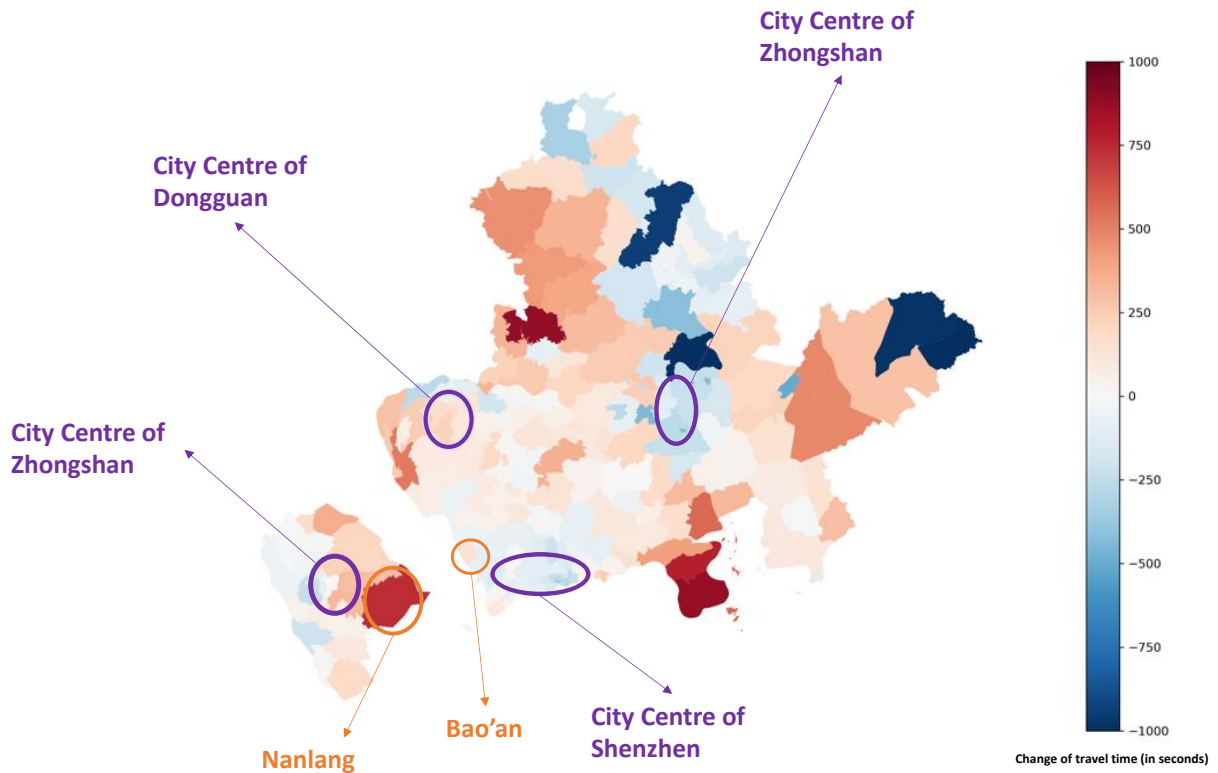 City Centre of
Zhongshan
City Centre of
Dongguan
City Centre of
Zhongshan
Nanlang
Bao’an
City Centre of
Shenzhen
1000
750
500
250
0
−250
−500
−750
−1000
Change of travel time (in seconds)